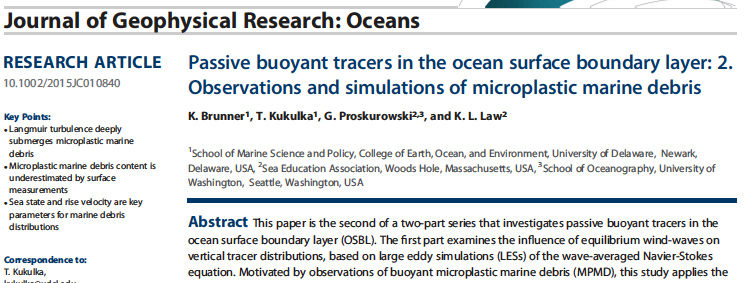 Journal of Geophysical Research: Oceans
RESEARCH ARTICLE
10.1002/2015JC010840
Key Points:
• Langmuir turbulence deeply
submerges microplastic marine
debris
• Microplastic marine debris content is
underestimated by surface
measurements
• Sea state and rise velocity are key
parameters for marine debris
distributions
Correspondence to:
T. Kukulka,
Passive buoyant tracers in the ocean surface boundary layer: 2.
Observations and simulations of microplastic marine debris
K. Brunner1, T. Kukulka1, G. Proskurowski2,3, and K. L. Law2
1School of Marine Science and Policy, College of Earth, Ocean, and Environment, University of Delaware, Newark,
Delaware, USA, 2Sea Education Association, Woods Hole, Massachusetts, USA, 3School of Oceanography, University of
Washington, Seattle, Washington, USA
Abstract This paper is the second of a two-part series that investigates passive buoyant tracers in the
ocean surface boundary layer (OSBL). The first part examines the influence of equilibrium wind-waves on
vertical tracer distributions, based on large eddy simulations (LESs) of the wave-averaged Navier-Stokes
equation. Motivated by observations of buoyant microplastic marine debris (MPMD), this study applies the